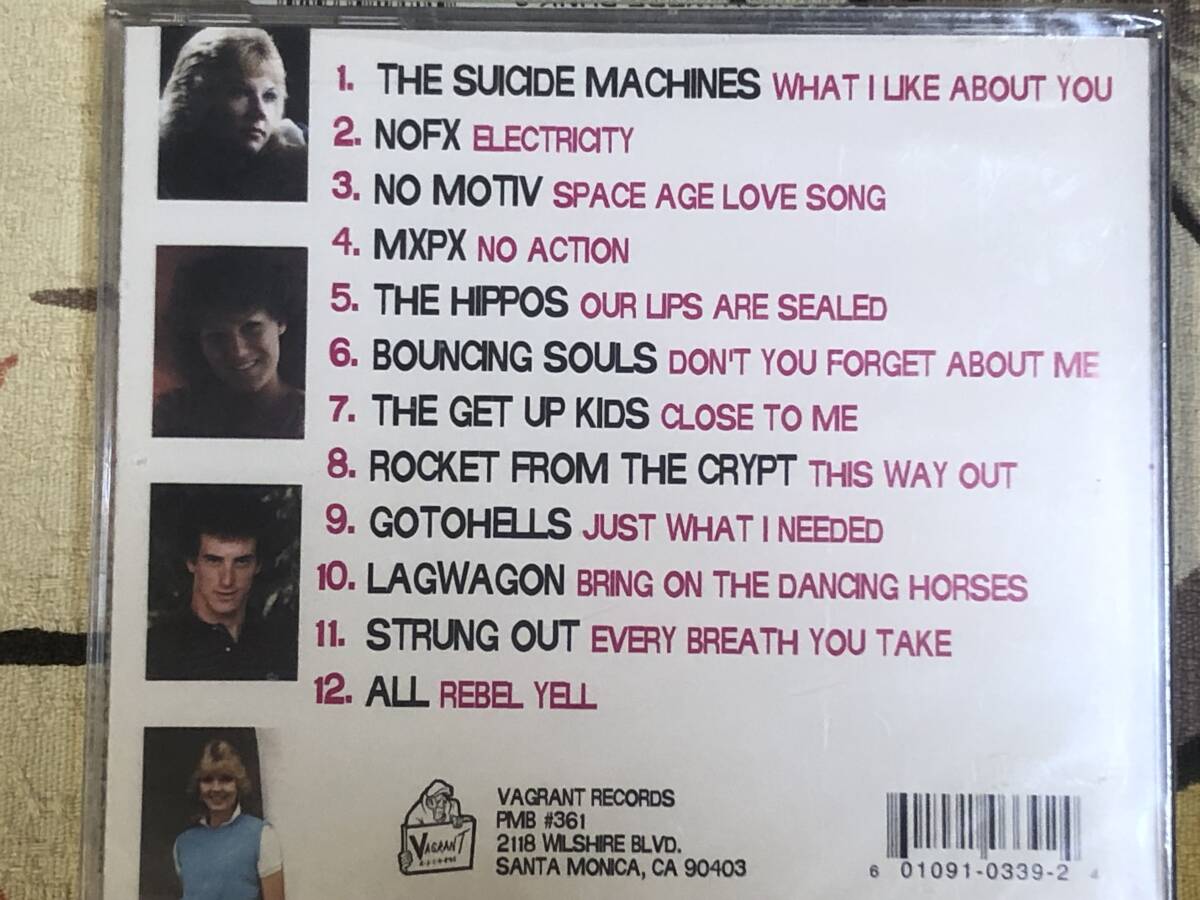 1. THE SUICIDE MACHINES WHAT I LIKE ABOUT YOU
2. NOFX ELECTRICITY
3. NO MOTIV SPACE AGE LOVE SONG
4. MXPX NO ACTION
5. THE HIPPOS OUR LIPS ARE SEALED
6. BOUNCING SOULS DON'T YOU FORGET ABOUT ME
7. THE GET UP KIDS CLOSE TO ME
8. ROCKET FROM THE CRYPT THIS WAY OUT
9. GOTOHELLS JUST WHAT I NEEDED
10. LAGWAGON BRING ON THE DANCING HORSES
11. STRUNG OUT EVERY BREATH YOU TAKE
12. ALL REBEL YELL
VAGRANT
RECORDS
VAGRANT RECORDS
PMB #361
2118 WILSHIRE BLVD.
SANTA MONICA, CA 90403
6 01091-0339-2 4